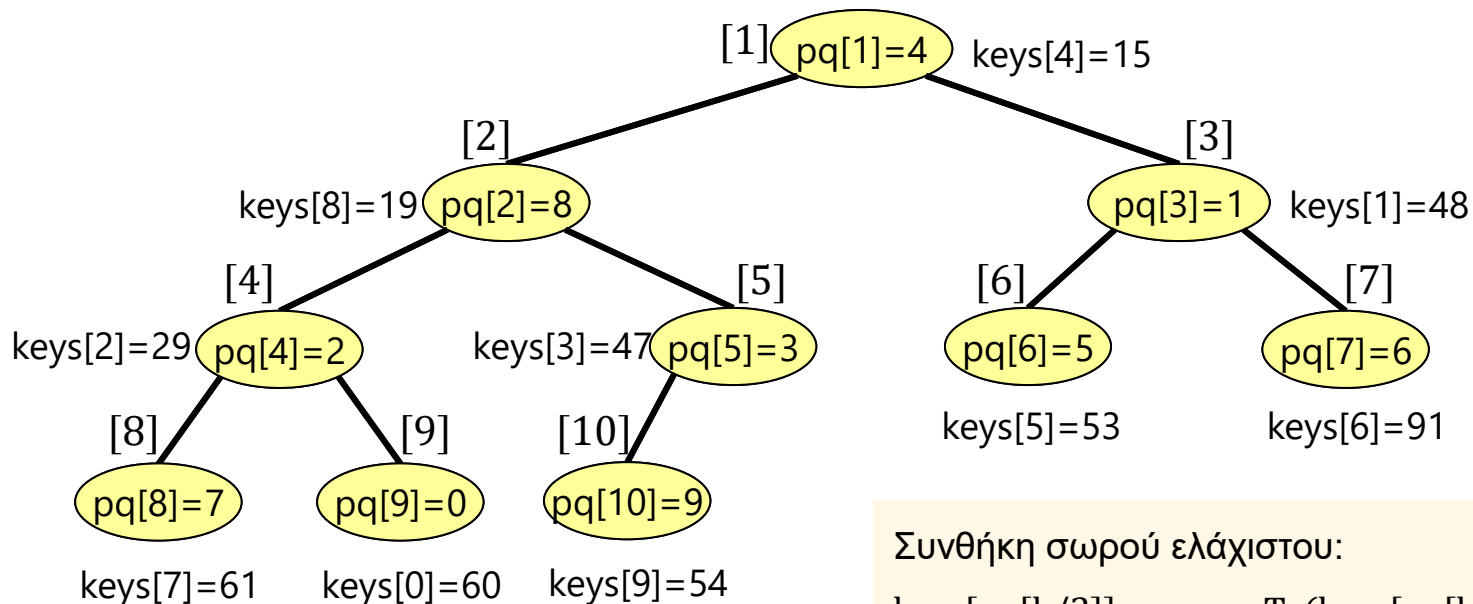 [1] pq[1]=4 keys[4]=15
[2] [3]
keys[8]=19 pq[2]=8 pq[3]=1 keys[1]=48
[4] [5] [6] [7]
keys[2]=29 pq[4]=2 keys[3]=47 pq[5]=3 pq[6]=5 pq[7]=6
[8] [9] [10] keys[5]=53 keys[6]=91
pq[8]=7 pq[9]=0 pq[10]=9
Συνθήκη σωρού ελάχιστου:
keys[7]=61 keys[0]=60 keys[9]=54